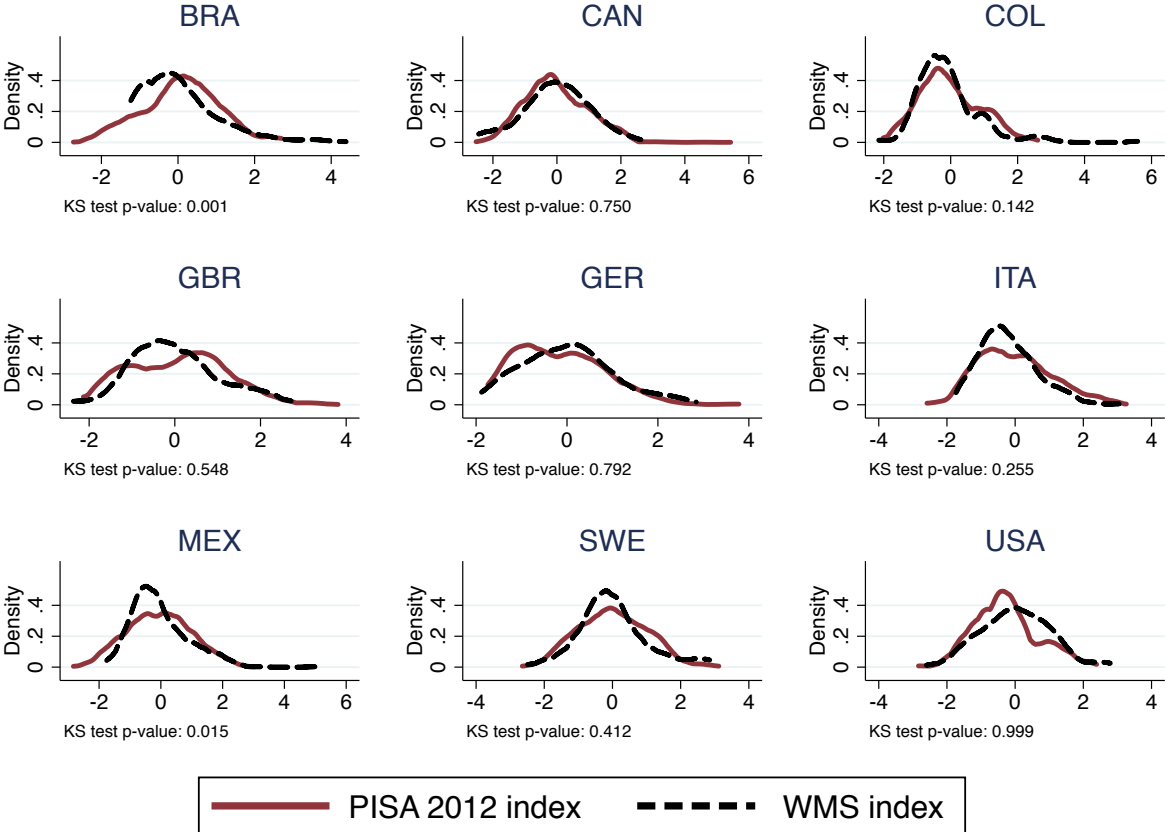 BRA CAN COL
Density Density Density
.4 .4 .4
.2 .2 .2
0 0 0
-2 0 2 4 -2 0 2 4 6 -2 0 2 4 6
KS test p-value: 0.001 KS test p-value: 0.750 KS test p-value: 0.142
GBR GER ITA
Density Density Density
.4 .4 .4
.2 .2 .2
0 0 0
-2 0 2 4 -2 0 2 4 -4 -2 0 2 4
KS test p-value: 0.548 KS test p-value: 0.792 KS test p-value: 0.255
MEX SWE USA
Density Density Density
.4 .4 .4
.2 .2 .2
0 0 0
-2 0 2 4 6 -4 -2 0 2 4 -4 -2 0 2 4
KS test p-value: 0.015 KS test p-value: 0.412 KS test p-value: 0.999
PISA 2012 index WMS index